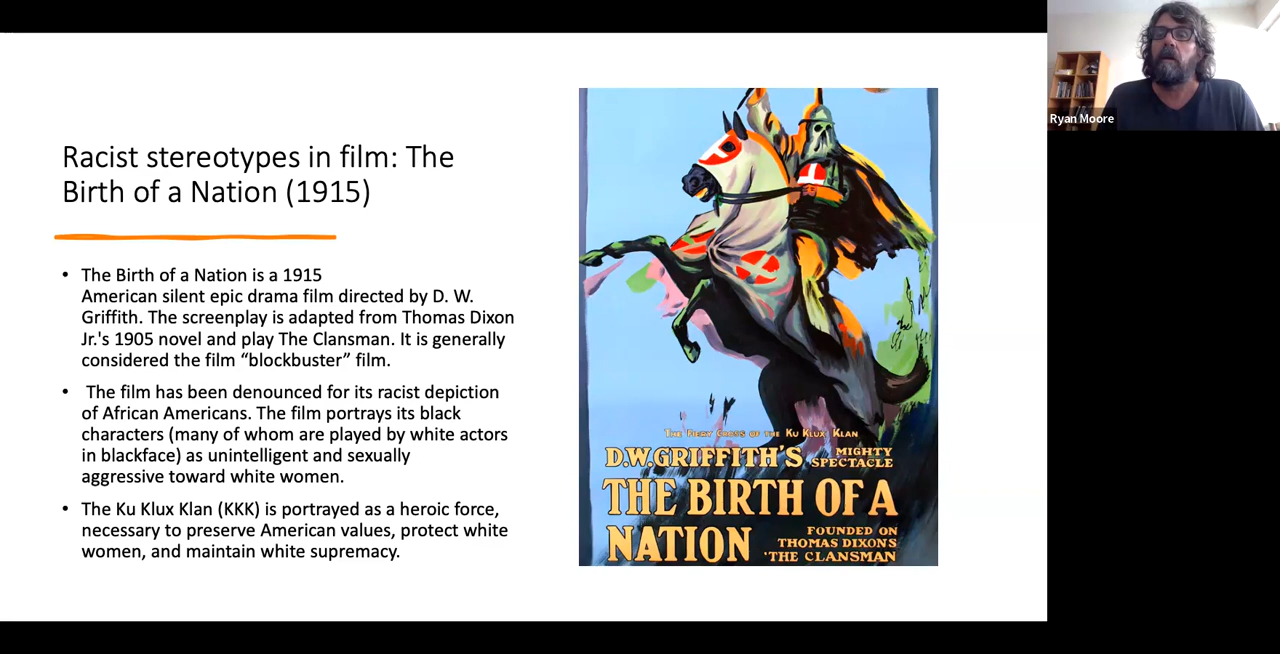 Racist stereotypes in film: The
Birth of a Nation (1915)
• The Birth of a Nation is a 1915
American silent epic drama film directed by D. W.
Griffith. The screenplay is adapted from Thomas Dixon
Jr.'s 1905 novel and play The Clansman. It is generally
considered the film “blockbuster” film.
• The film has been denounced for its racist depiction
of African Americans. The film portrays its black
characters (many of whom are played by white actors
in blackface) as unintelligent and sexually
aggressive toward white women.
• The Ku Klux Klan (KKK) is portrayed as a heroic force,
necessary to preserve American values, protect white
women, and maintain white supremacy.
THE FIERY CROSS OF THE KU KLUX KLAN
D.W.GRIFFITH'S MIGHTY
SPECTACLE
THE BIRTH OF A
NATION
FOUNDED ON
THOMAS DIXON'S
'THE CLANSMAN
Ryan Moore